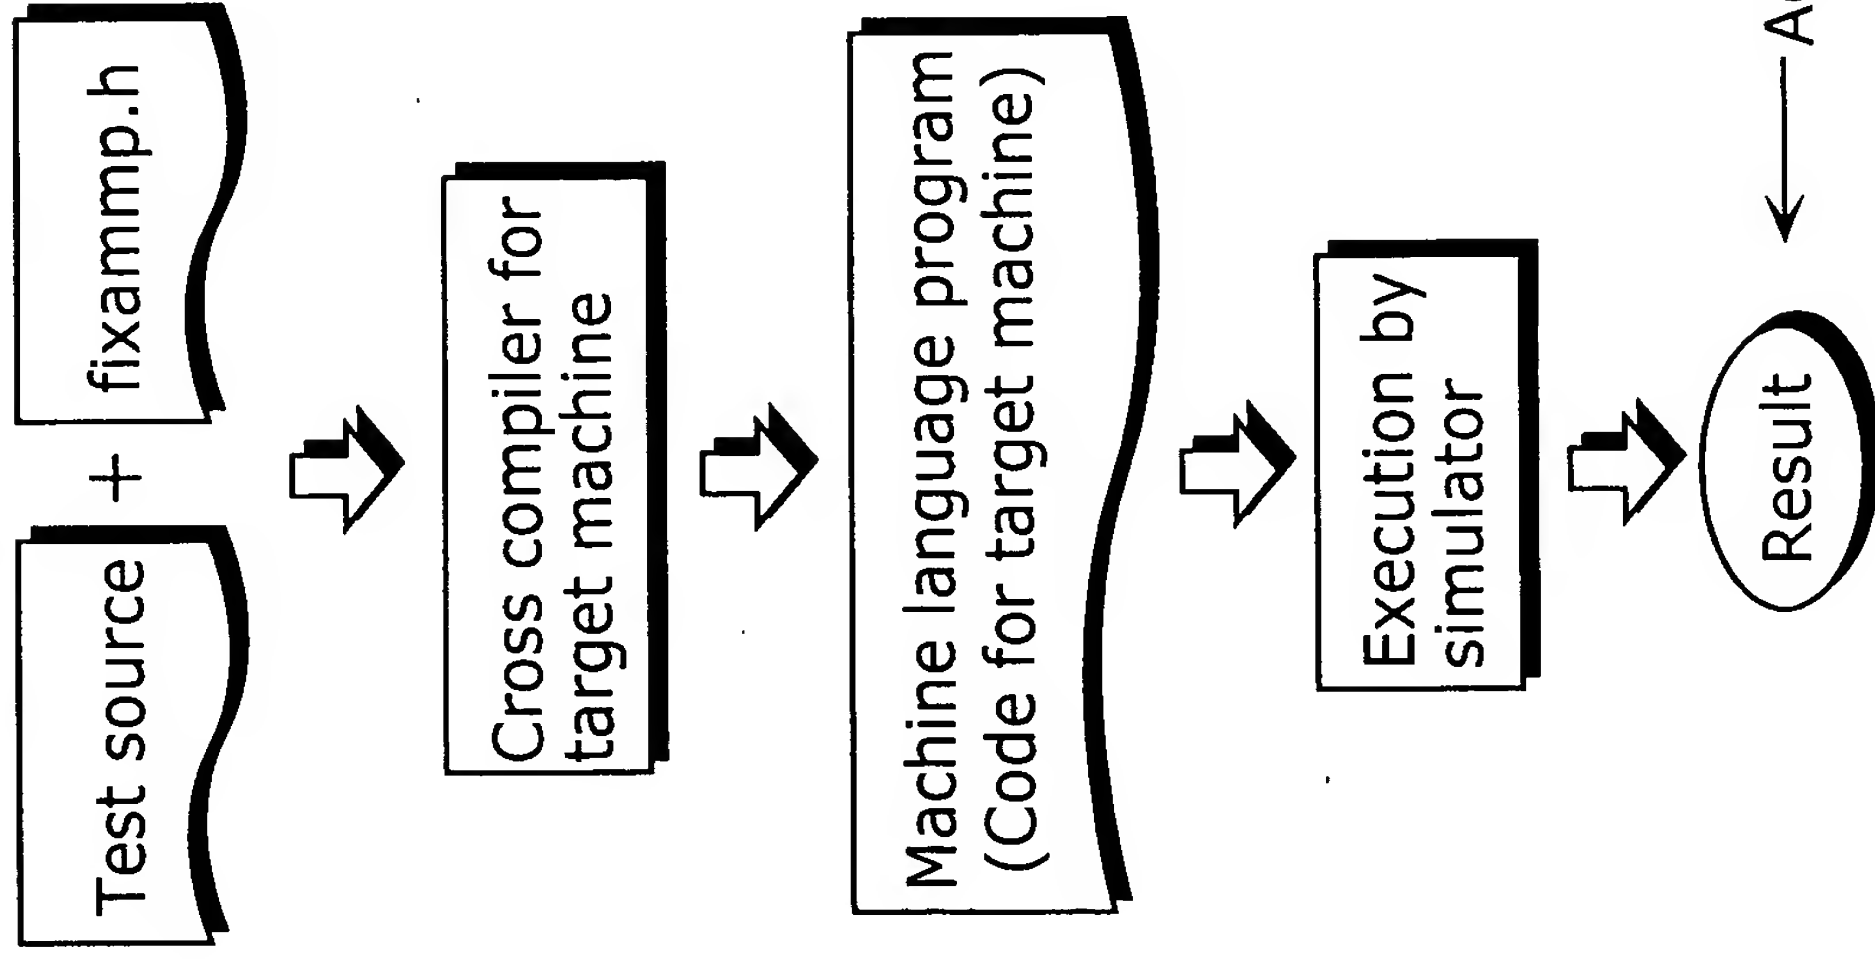 Test source
+
fixammp.h
Cross compiler for
target machine
Machine language program
(Code for target machine)
Execution by
simulator
Result